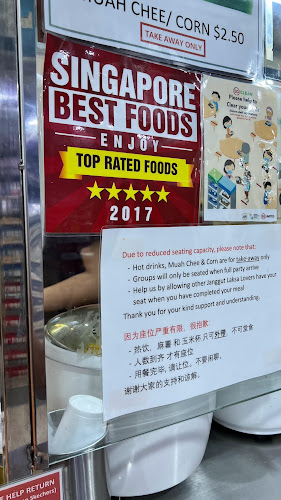 MUAH CHEE/ CORN $2.50
TAKE AWAY ONLY
SINGAPORE
BEST FOODS
ENJOY
TOP RATED FOODS
2017
CLEAN
Please help to
Clear your
Due to reduced seating capacity, please note that:
- Hot drinks, Muah Chee & Corn are for take-away only
- Groups will only be seated when full party arrive
- Help us by allowing other Janggut Laksa Lovers have your
seat when you have completed your meal
Thank you for your kind support and understanding.
因为座位严重有限，很抱歉
- 热饮，麻薯 和 玉米杯 只可外带，不可堂食
- 人数到齐 才有座位
- 用餐完毕，请让位。不要闲聊。
谢谢大家的支持和谅解。
HELP RETURN
Skechers)